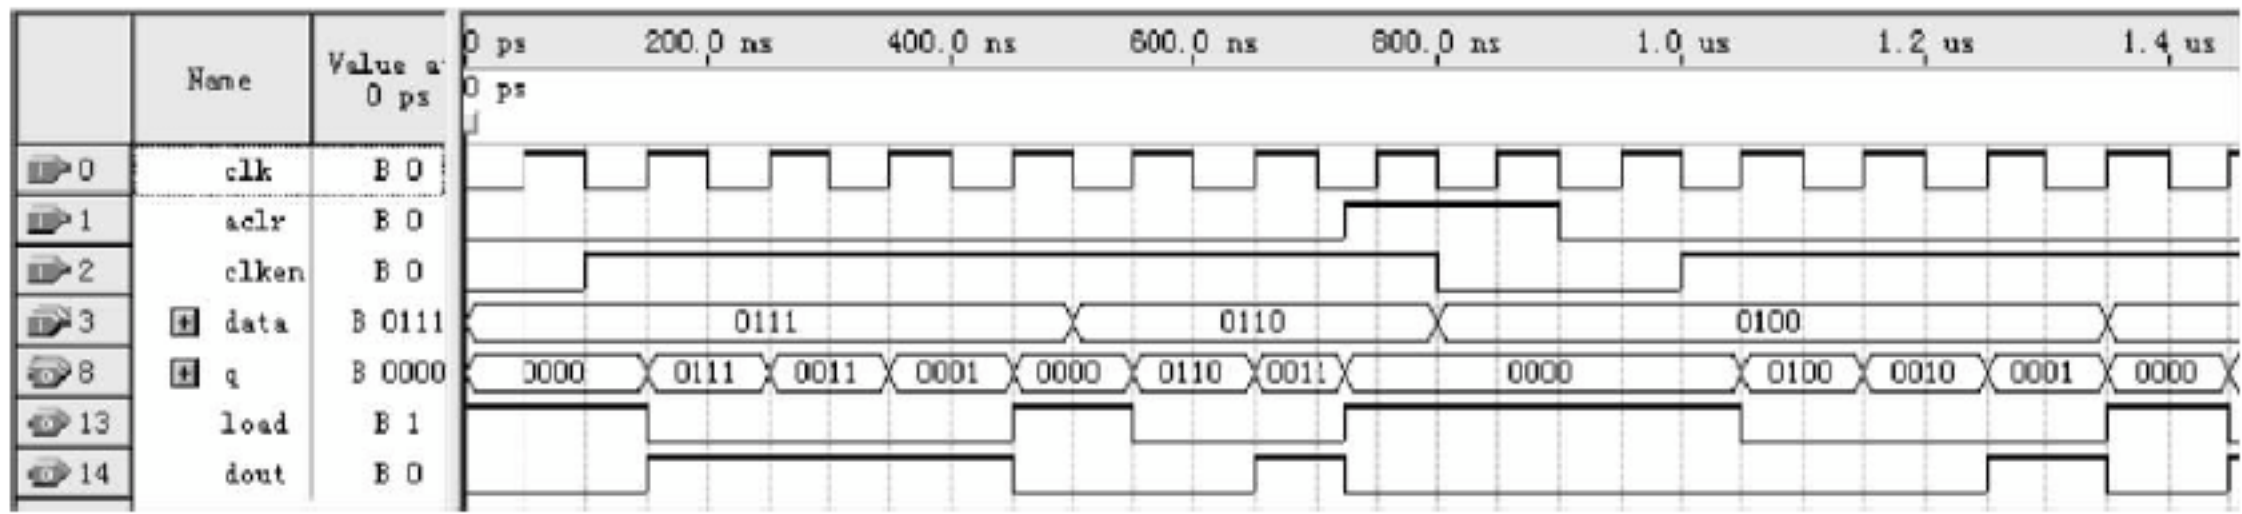 0 ps 200.0 ns 400.0 ns 600.0 ns 800.0 ns 1.0 us 1.2 us 1.4 us
Name Value a 0 ps
0 ps
0 clk B 0
1 aclr B 0
2 clken B 0
3 + data B 0111 0111 0110 0100
8 + q B 0000 0000 0111 0011 0001 0000 0110 0011 0000 0100 0010 0001 0000
13 load B 1
14 dout B 0